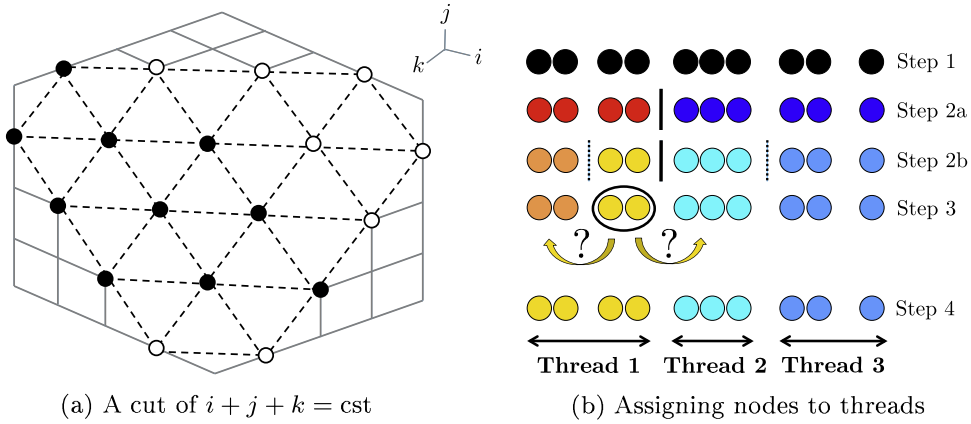 j
k
i
Step 1
Step 2a
Step 2b
Step 3
? ?
Step 4
Thread 1 Thread 2 Thread 3
(a) A cut of i + j + k = cst
(b) Assigning nodes to threads